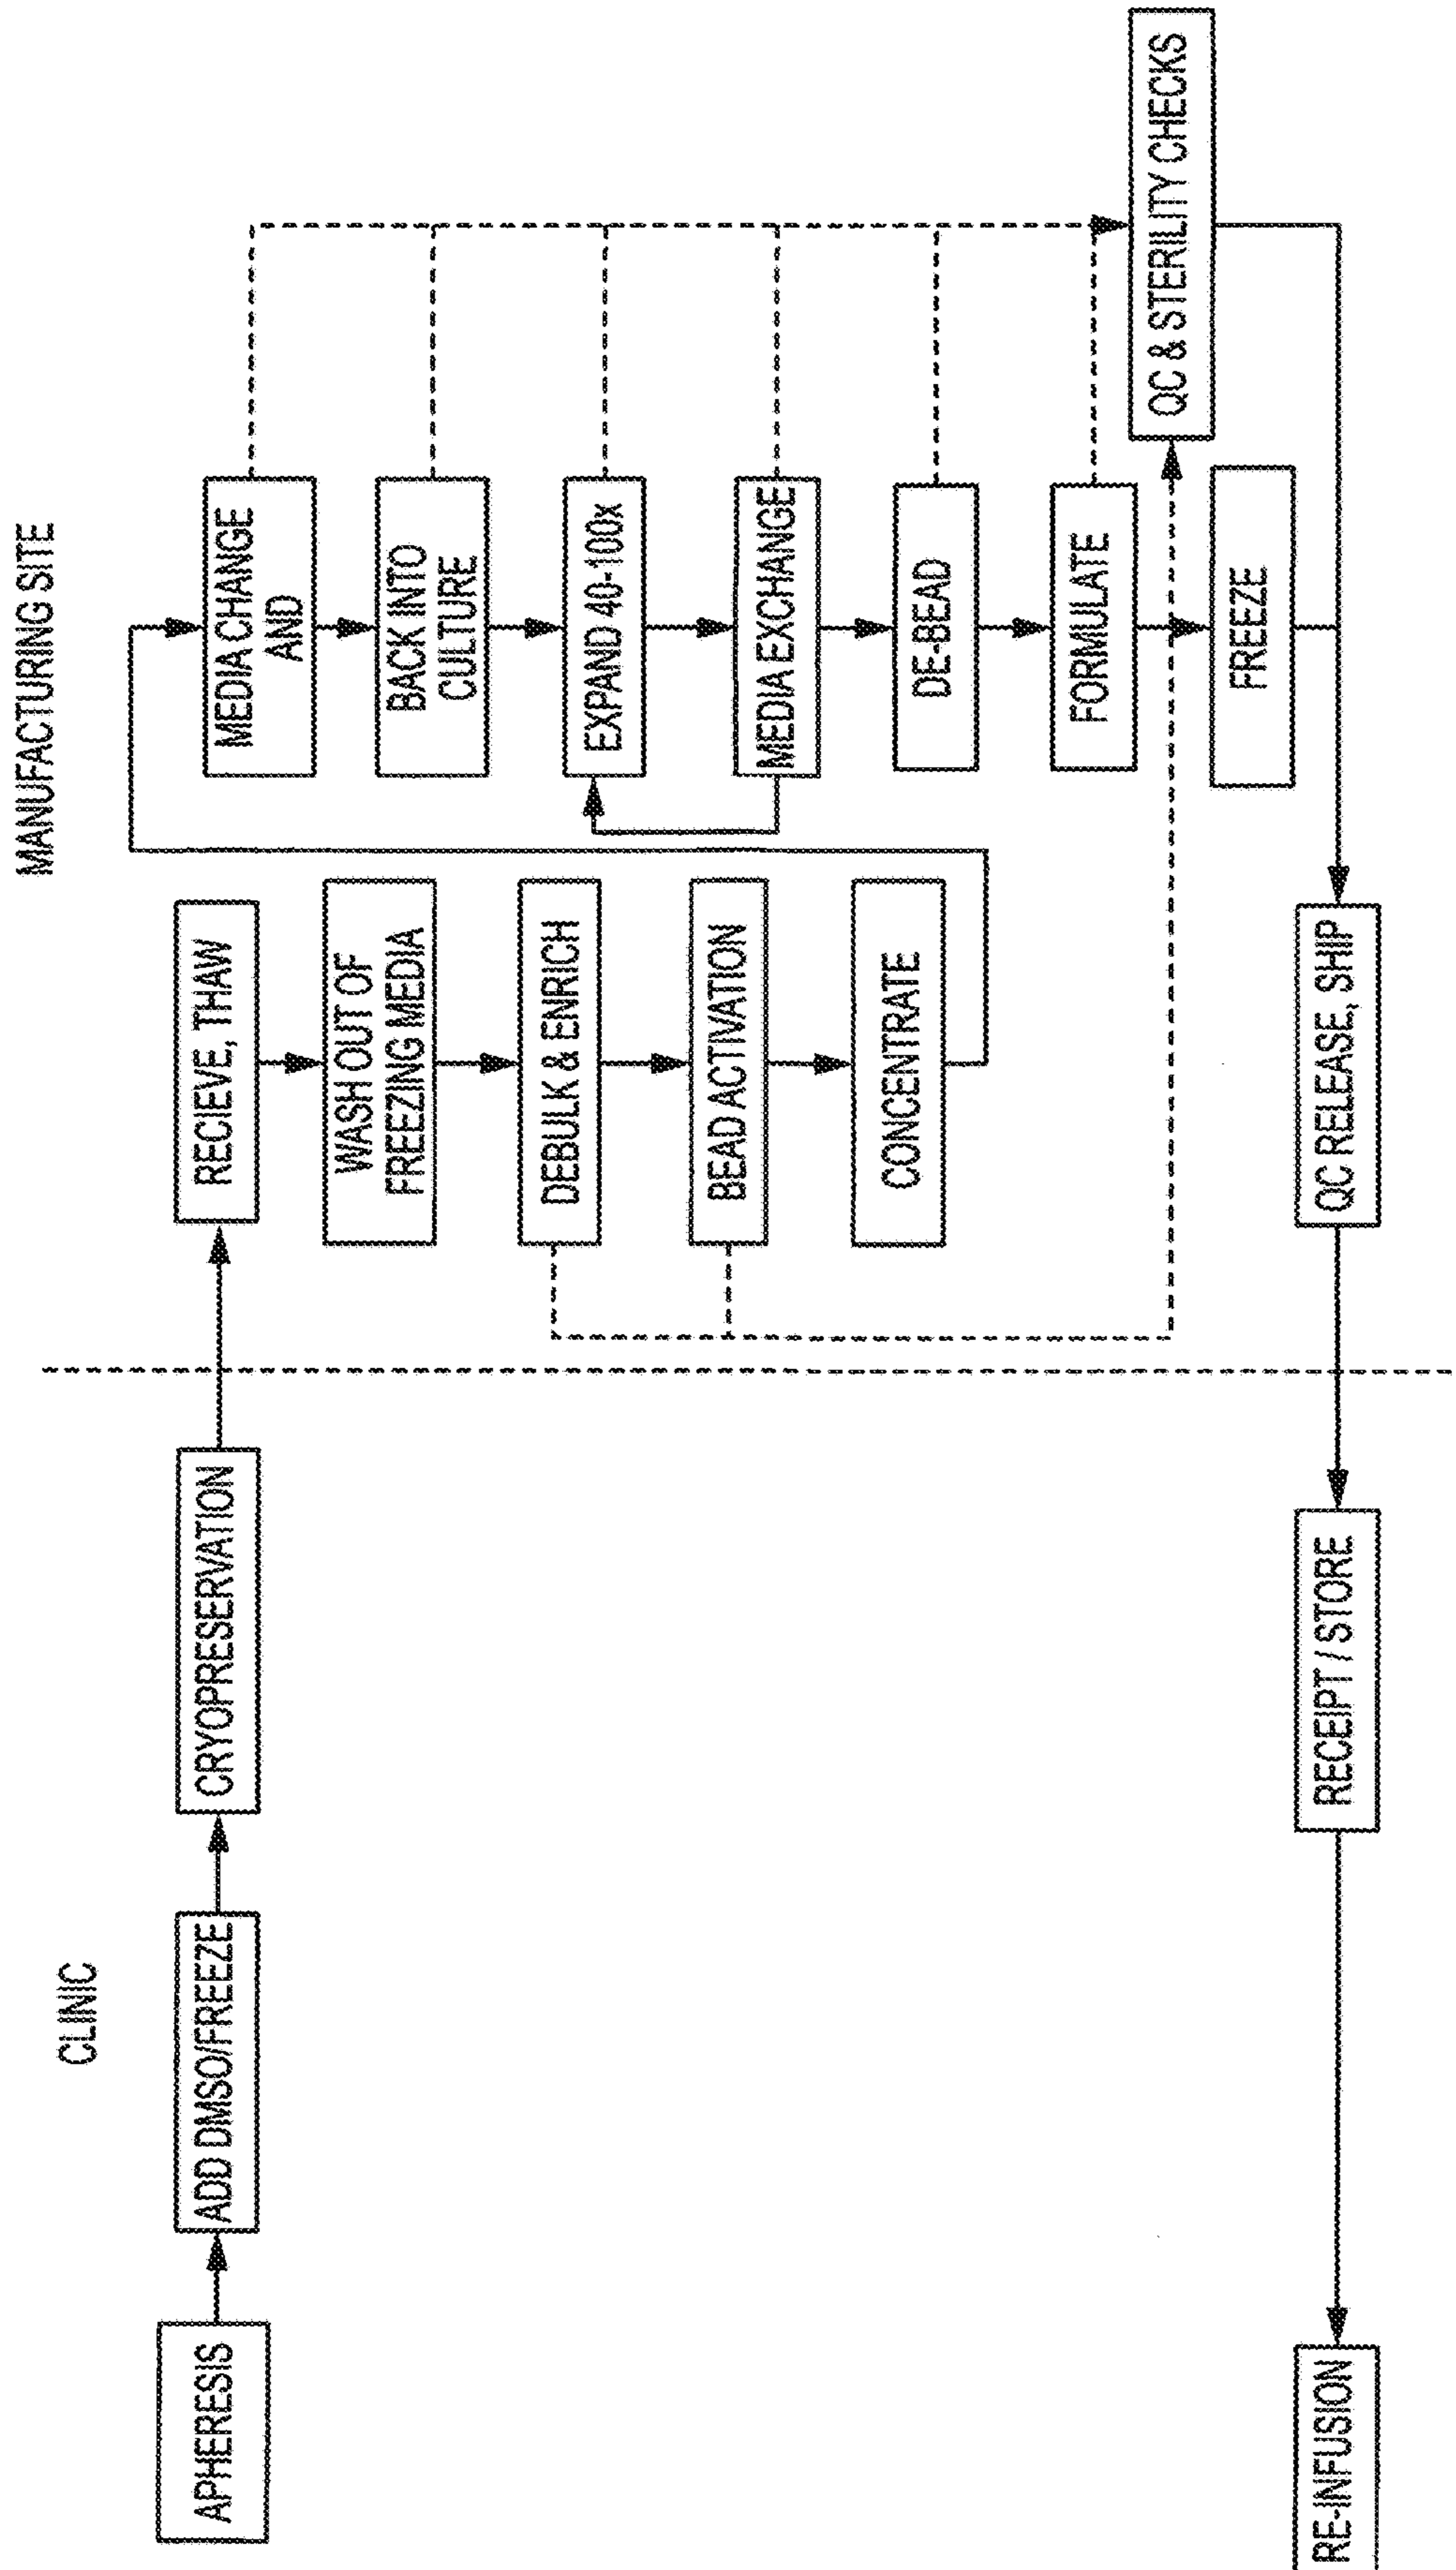 CLINIC
MANUFACTURING SITE
APHERESIS
ADD DMSO/FREEZE
CRYOPRESERVATION
RECIEVE, THAW
WASH OUT OF
FREEZING MEDIA
DEBULK & ENRICH
BEAD ACTIVATION
CONCENTRATE
MEDIA CHANGE
AND
BACK INTO
CULTURE
EXPAND 40-100x
MEDIA EXCHANGE
DE-BEAD
FORMULATE
FREEZE
QC & STERILITY CHECKS
QC RELEASE, SHIP
RECEIPT / STORE
RE-INFUSION